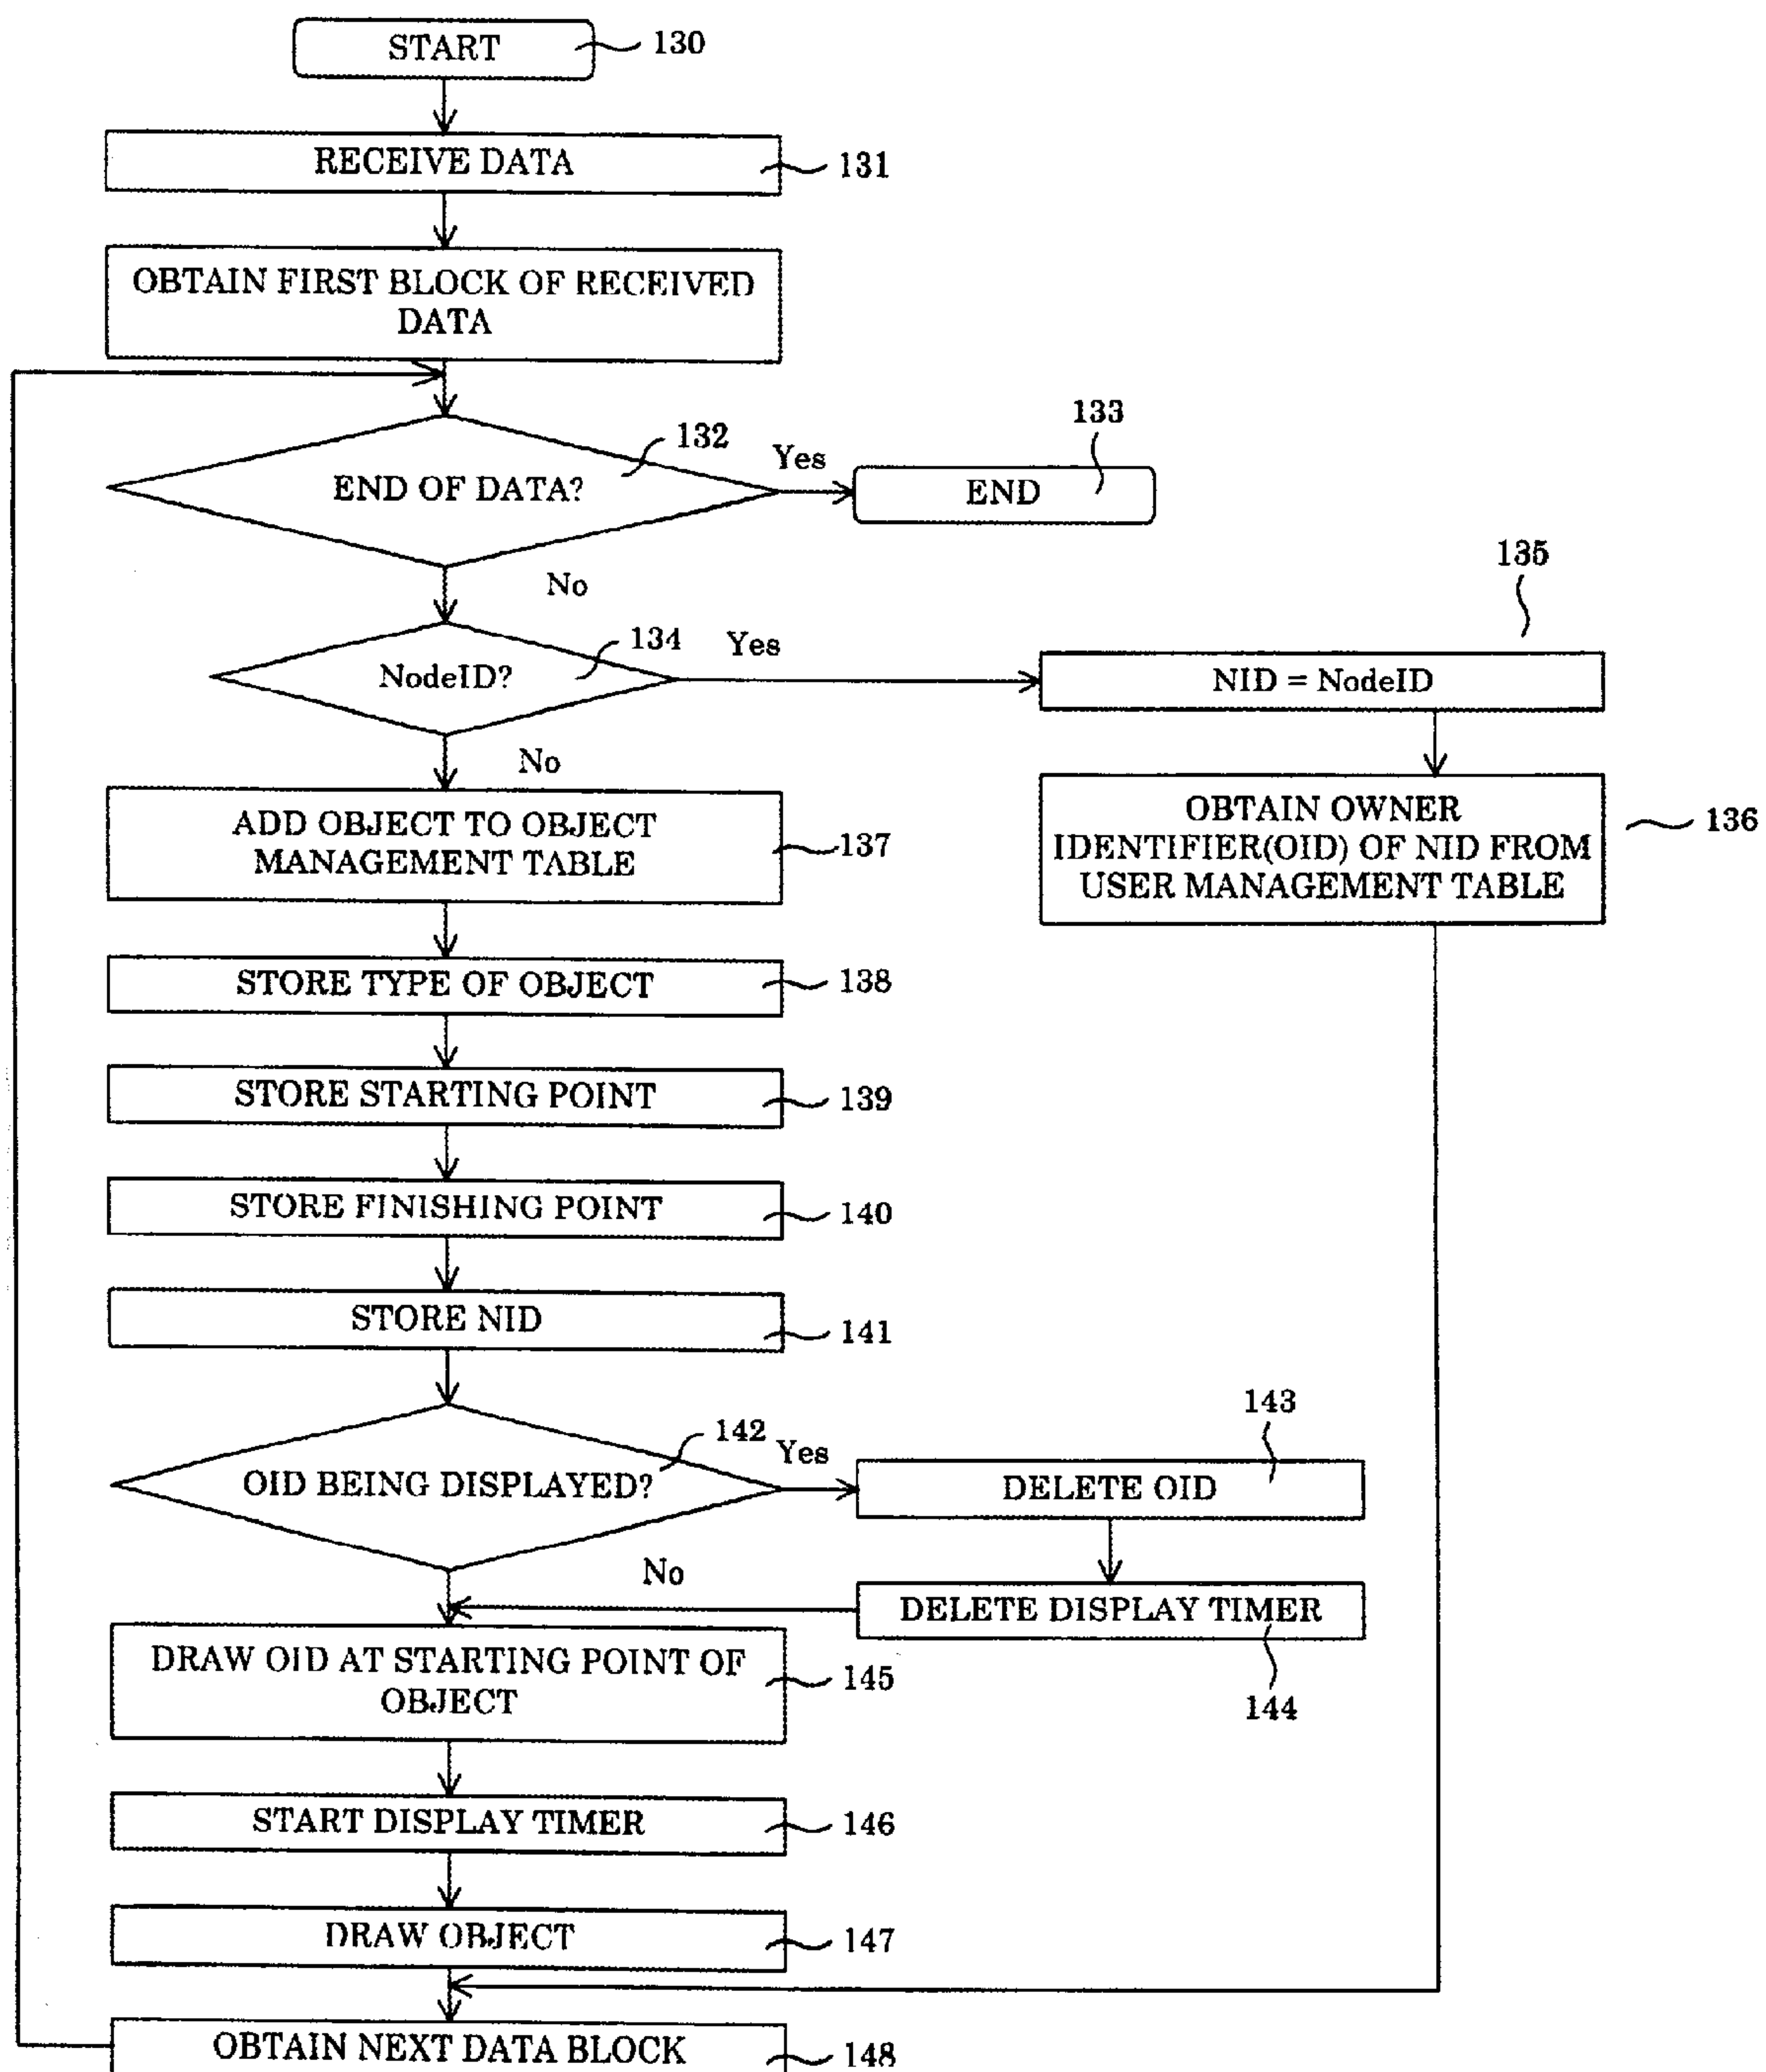 START
130
RECEIVE DATA
131
OBTAIN FIRST BLOCK OF RECEIVED
DATA
END OF DATA?
132
Yes
END
133
No
NodeID?
134
Yes
NID = NodeID
135
OBTAIN OWNER
IDENTIFIER(OID) OF NID FROM
USER MANAGEMENT TABLE
136
No
ADD OBJECT TO OBJECT
MANAGEMENT TABLE
137
STORE TYPE OF OBJECT
138
STORE STARTING POINT
139
STORE FINISHING POINT
140
STORE NID
141
OID BEING DISPLAYED?
142
Yes
DELETE OID
143
No
DELETE DISPLAY TIMER
144
DRAW OID AT STARTING POINT OF
OBJECT
145
START DISPLAY TIMER
146
DRAW OBJECT
147
OBTAIN NEXT DATA BLOCK
148